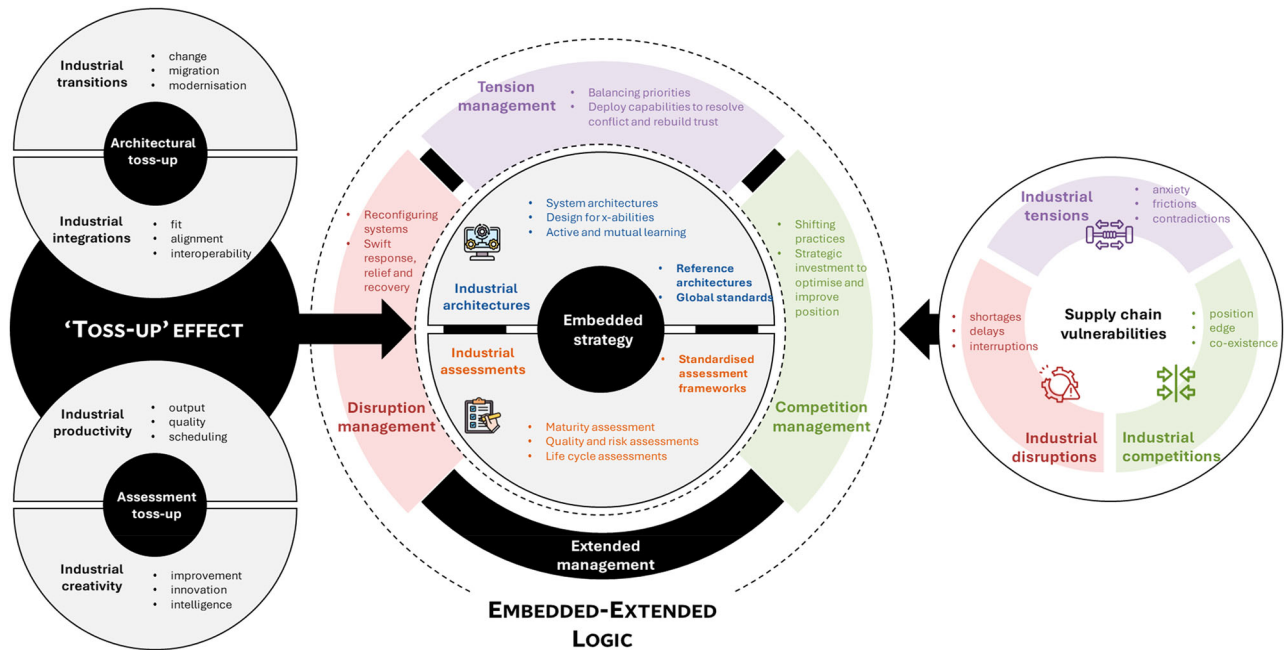 Industrial
transitions
• change
• migration
• modernisation
Architectural
toss-up
Industrial
integrations
• fit
• alignment
• interoperability
'TOSS-UP' EFFECT
Industrial
productivity
• output
• quality
• scheduling
Assessment
toss-up
Industrial
creativity
• improvement
• innovation
• intelligence
Tension
management
• Balancing priorities
• Deploy capabilities to resolve
conflict and rebuild trust
• Reconfiguring
systems
• Swift
response,
relief and
recovery
Disruption
management
• System architectures
• Design for x-abilities
• Active and mutual learning
Industrial
architectures
• Reference
architectures
• Global standards
Embedded
strategy
Industrial
assessments
• Standardised
assessment
frameworks
• Maturity assessment
• Quality and risk assessments
• Life cycle assessments
• Shifting
practices
• Strategic
investment to
optimise and
improve
position
Competition
management
Extended
management
EMBEDDED-EXTENDED
LOGIC
Industrial
tensions
• anxiety
• frictions
• contradictions
• shortages
• delays
• interruptions
Supply chain
vulnerabilities
• position
• edge
• co-existence
Industrial
disruptions
Industrial
competitions